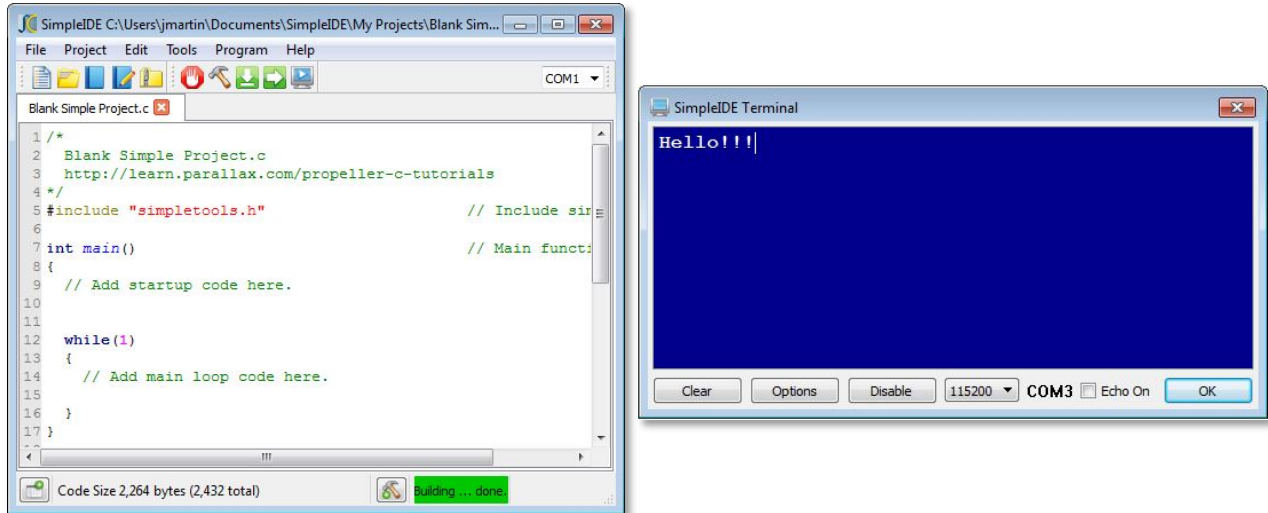 SimpleIDE C:\Users\jmartin\Documents\SimpleIDE\My Projects\Blank Sim...
File Project Edit Tools Program Help
COM1
Blank Simple Project.c
1 /*
2 Blank Simple Project.c
3 http://learn.parallax.com/propeller-c-tutorials
4 */
5 #include "simpletools.h" // Include sim
6
7 int main() // Main functi
8 {
9 // Add startup code here.
10
11
12 while(1)
13 {
14 // Add main loop code here.
15
16 }
17 }
Code Size 2,264 bytes (2,432 total)
Building ... done.
SimpleIDE Terminal
Hello!!!
Clear Options Disable 115200 COM3 Echo On OK